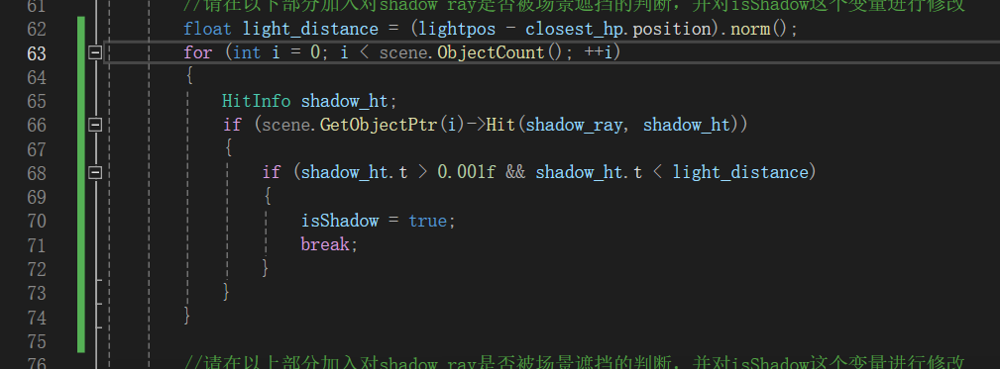 61 //请在以下部分加入对shadow ray是否被场景遮挡的判断，并对isShadow这个变量进行修改
62 float light_distance = (lightpos - closest_hp.position).norm();
63 for (int i = 0; i < scene.ObjectCount(); ++i)
64 {
65 HitInfo shadow_ht;
66 if (scene.GetObjectPtr(i)->Hit(shadow_ray, shadow_ht))
67 {
68 if (shadow_ht.t > 0.001f && shadow_ht.t < light_distance)
69 {
70 isShadow = true;
71 break;
72 }
73 }
74 }
75
76 //请在以上部分加入对shadow ray是否被场景遮挡的判断，并对isShadow这个变量进行修改